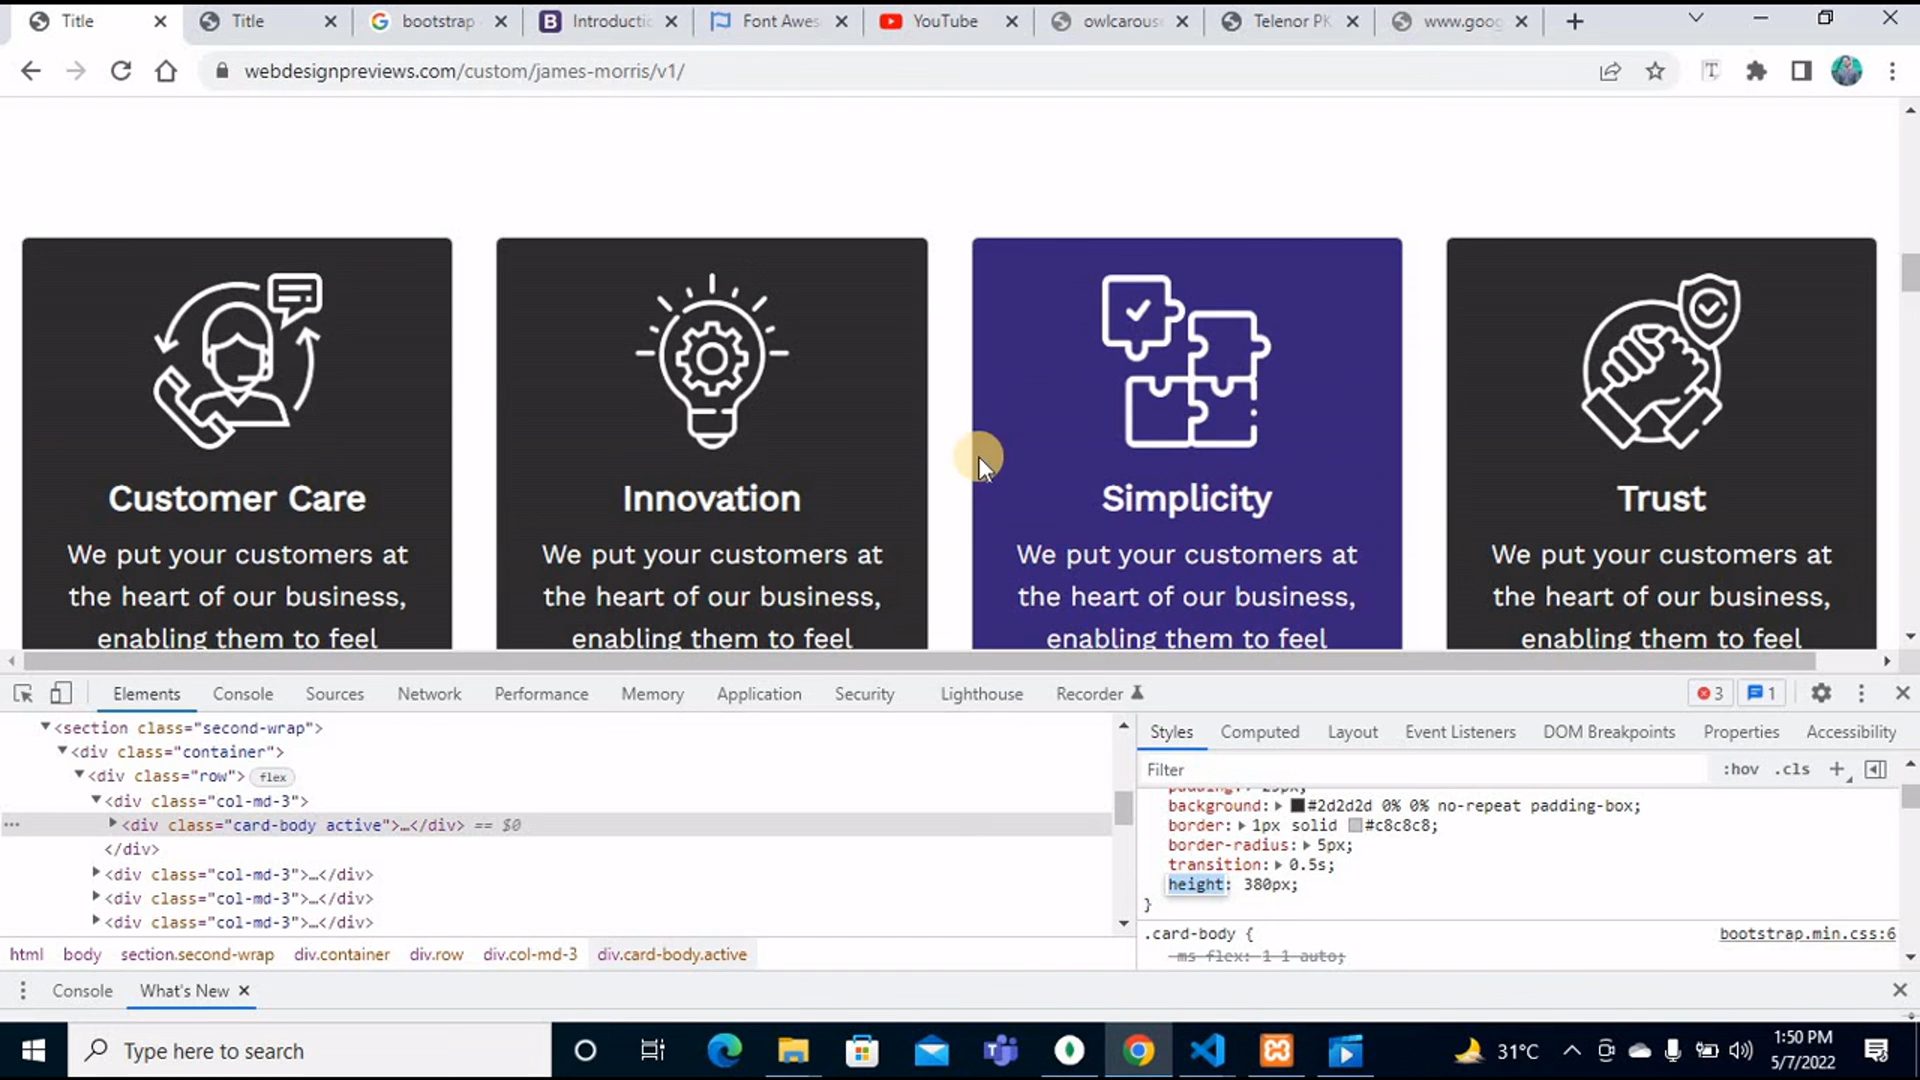 Title
Title
bootstrap
Introductio
Font Awes
YouTube
owlcarous
Telenor PK
www.goog
webdesignpreviews.com/custom/james-morris/v1/
Customer Care
We put your customers at
the heart of our business,
enabling them to feel
Innovation
We put your customers at
the heart of our business,
enabling them to feel
Simplicity
We put your customers at
the heart of our business,
enabling them to feel
Trust
We put your customers at
the heart of our business,
enabling them to feel
Elements Console Sources Network Performance Memory Application Security Lighthouse Recorder 3 1
<section class="second-wrap">
<div class="container">
<div class="row"> flex
<div class="col-md-3">
<div class="card-body active">…</div> == $0
</div>
<div class="col-md-3">…</div>
<div class="col-md-3">…</div>
<div class="col-md-3">…</div>
html body section.second-wrap div.container div.row div.col-md-3 div.card-body.active
Styles Computed Layout Event Listeners DOM Breakpoints Properties Accessibility
Filter :hov .cls
padding: 25px;
background: #2d2d2d 0% 0% no-repeat padding-box;
border: 1px solid #c8c8c8;
border-radius: 5px;
transition: 0.5s;
height: 380px;
}
.card-body { bootstrap.min.css:6
-ms-flex: 1 1 auto;
Console What's New
Type here to search
31°C
1:50 PM
5/7/2022